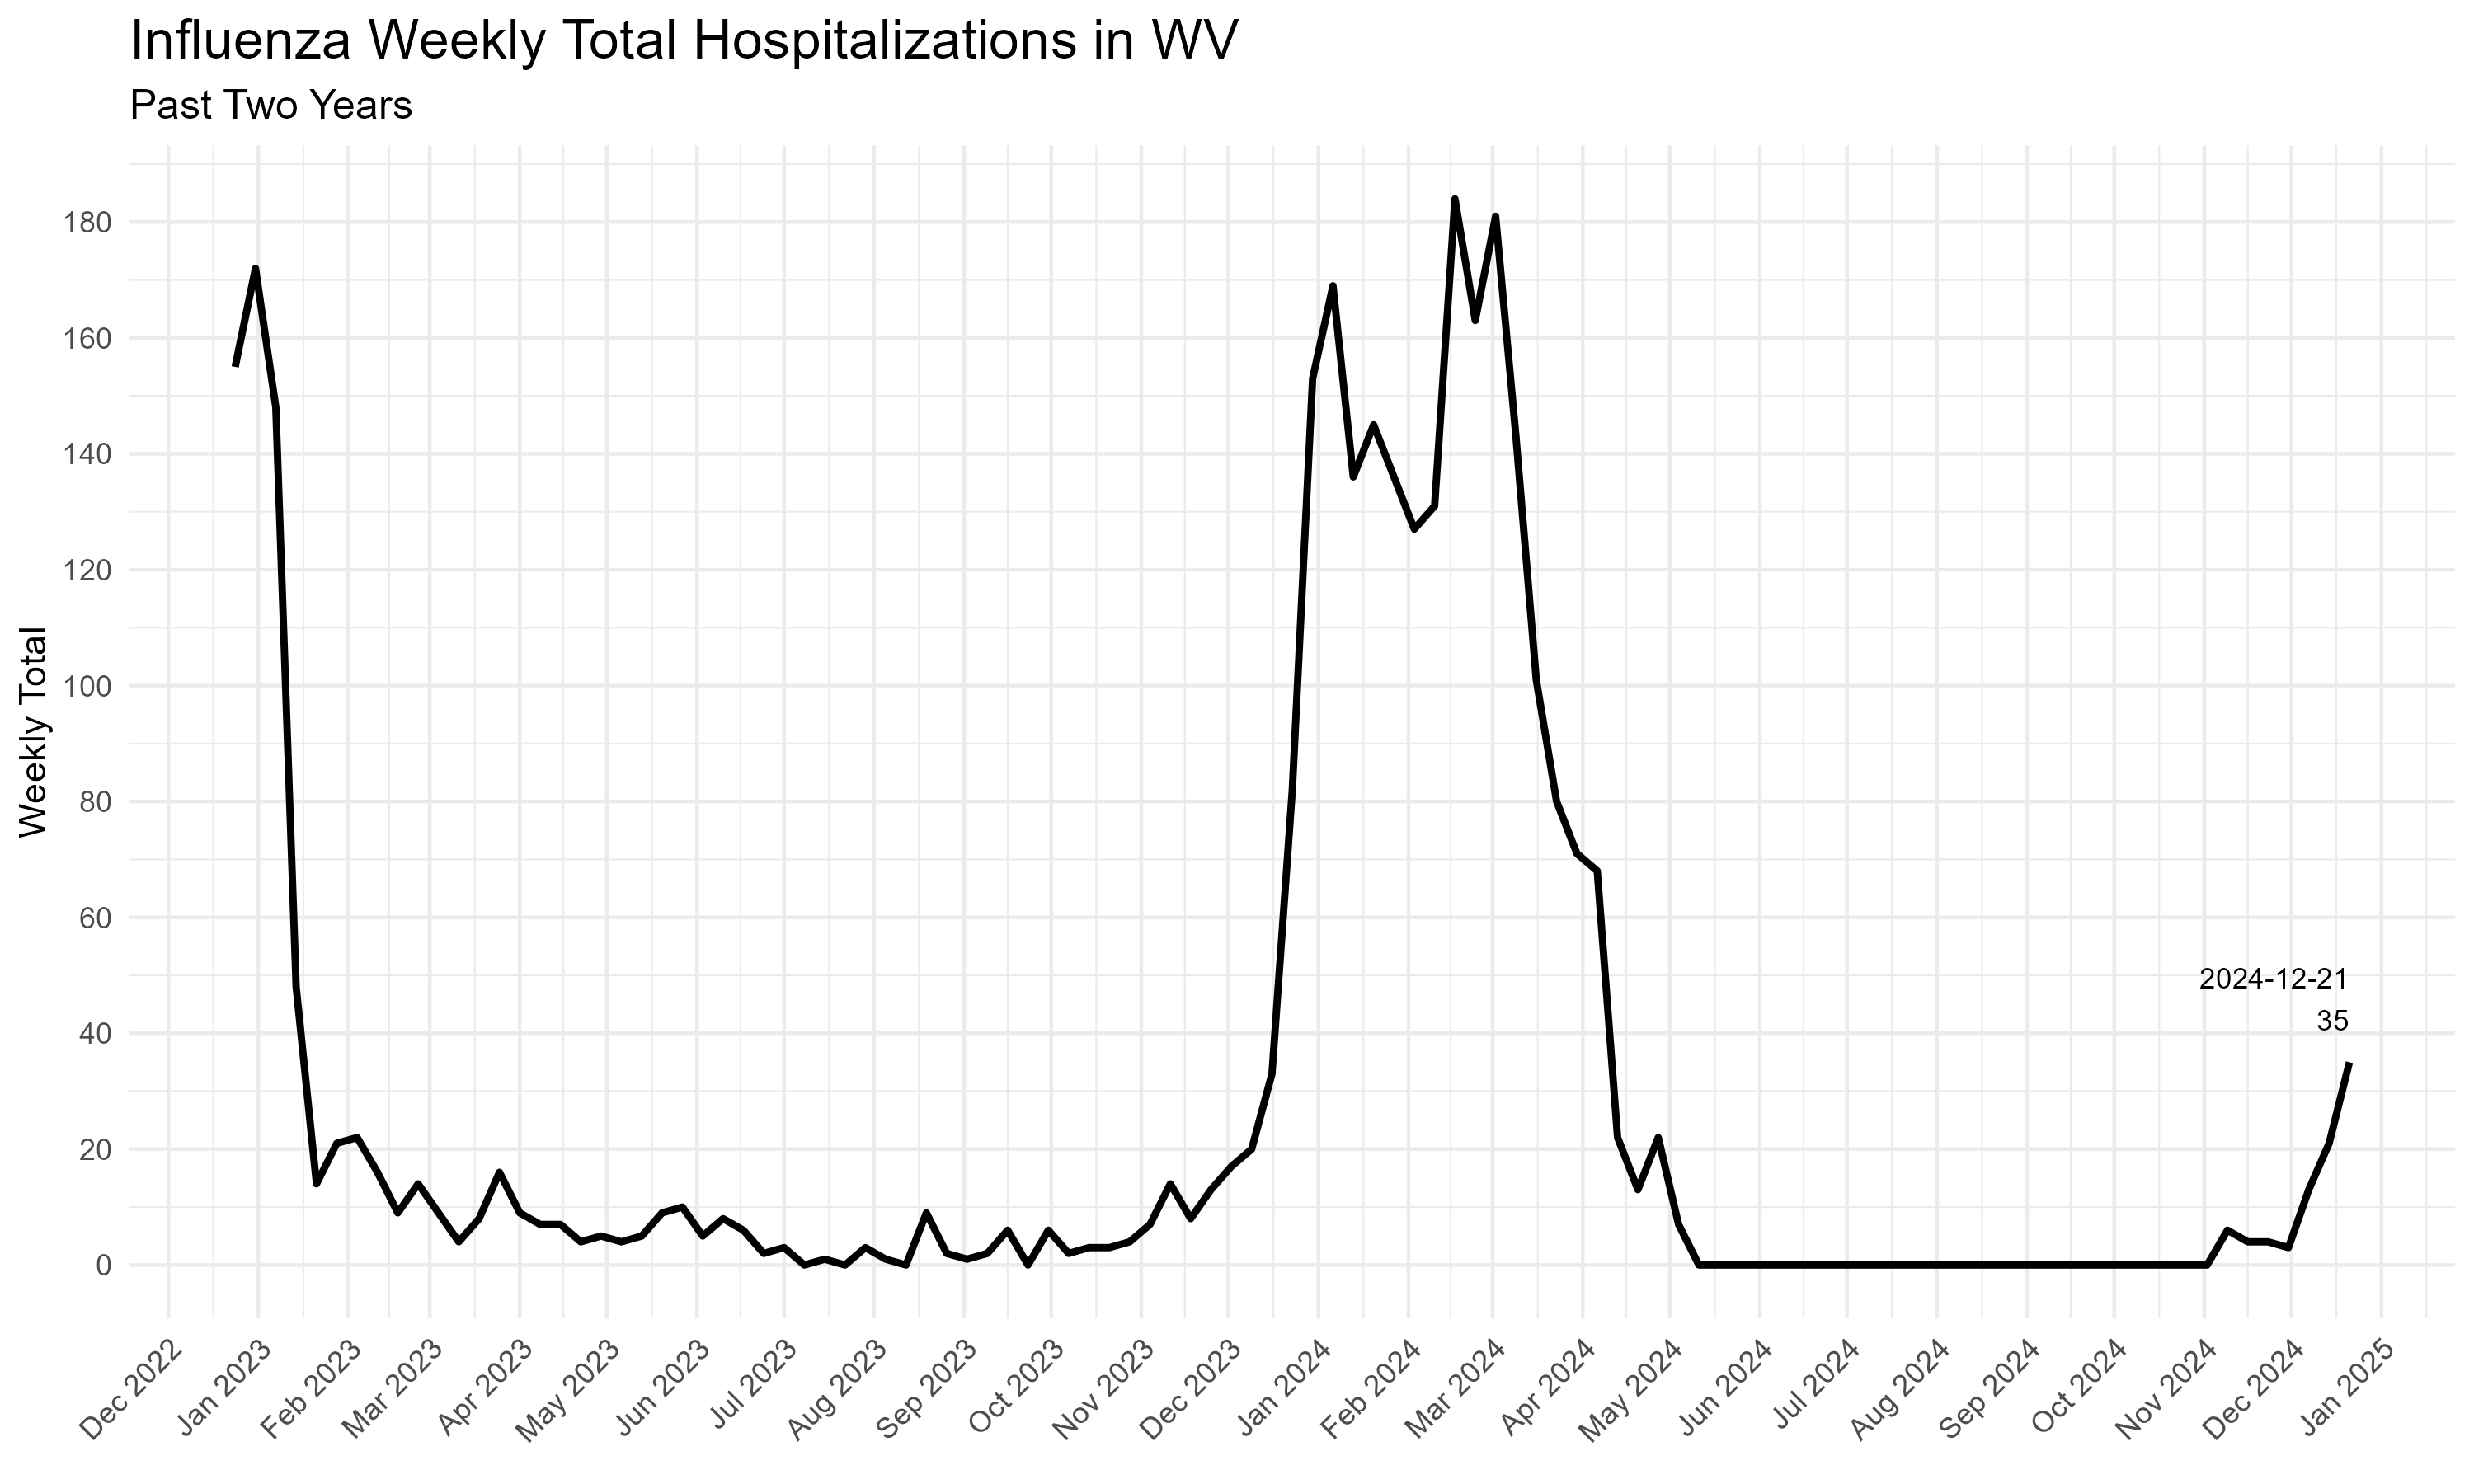 Influenza Weekly Total Hospitalizations in WV
Past Two Years
Weekly Total
180
160
140
120
100
80
60
40
20
0
2024-12-21
35
Dec 2022
Jan 2023
Feb 2023
Mar 2023
Apr 2023
May 2023
Jun 2023
Jul 2023
Aug 2023
Sep 2023
Oct 2023
Nov 2023
Dec 2023
Jan 2024
Feb 2024
Mar 2024
Apr 2024
May 2024
Jun 2024
Jul 2024
Aug 2024
Sep 2024
Oct 2024
Nov 2024
Dec 2024
Jan 2025